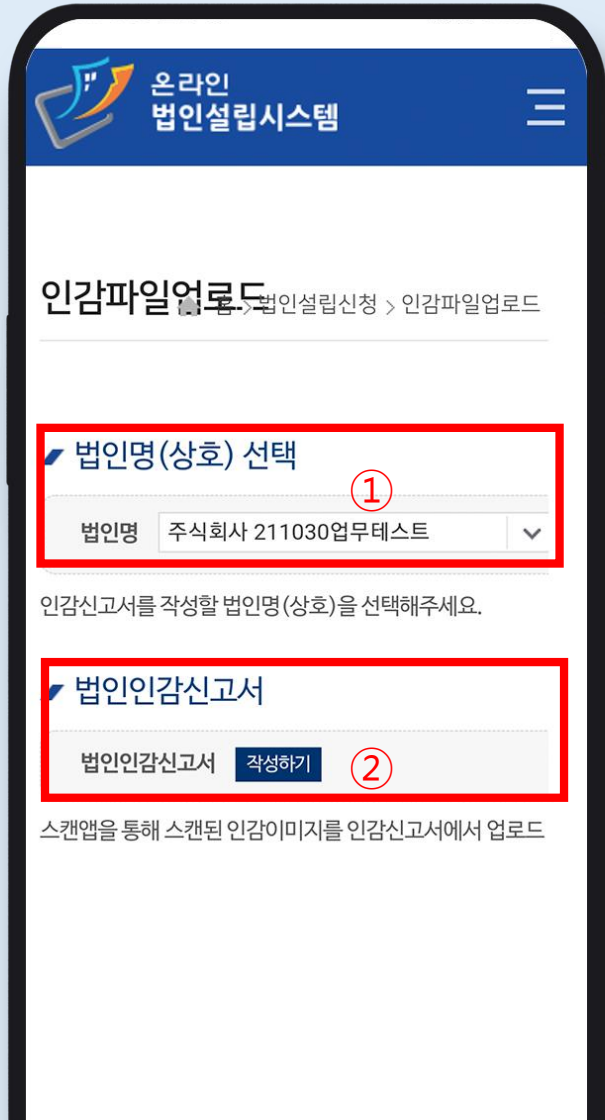 온라인
법인설립시스템
인감파일업로드
홈 > 법인설립신청 > 인감파일업로드
법인명(상호) 선택
①
법인명 주식회사 211030업무테스트
인감신고서를 작성할 법인명(상호)을 선택해주세요.
법인인감신고서
법인인감신고서 작성하기 ②
스캔앱을 통해 스캔된 인감이미지를 인감신고서에서 업로드